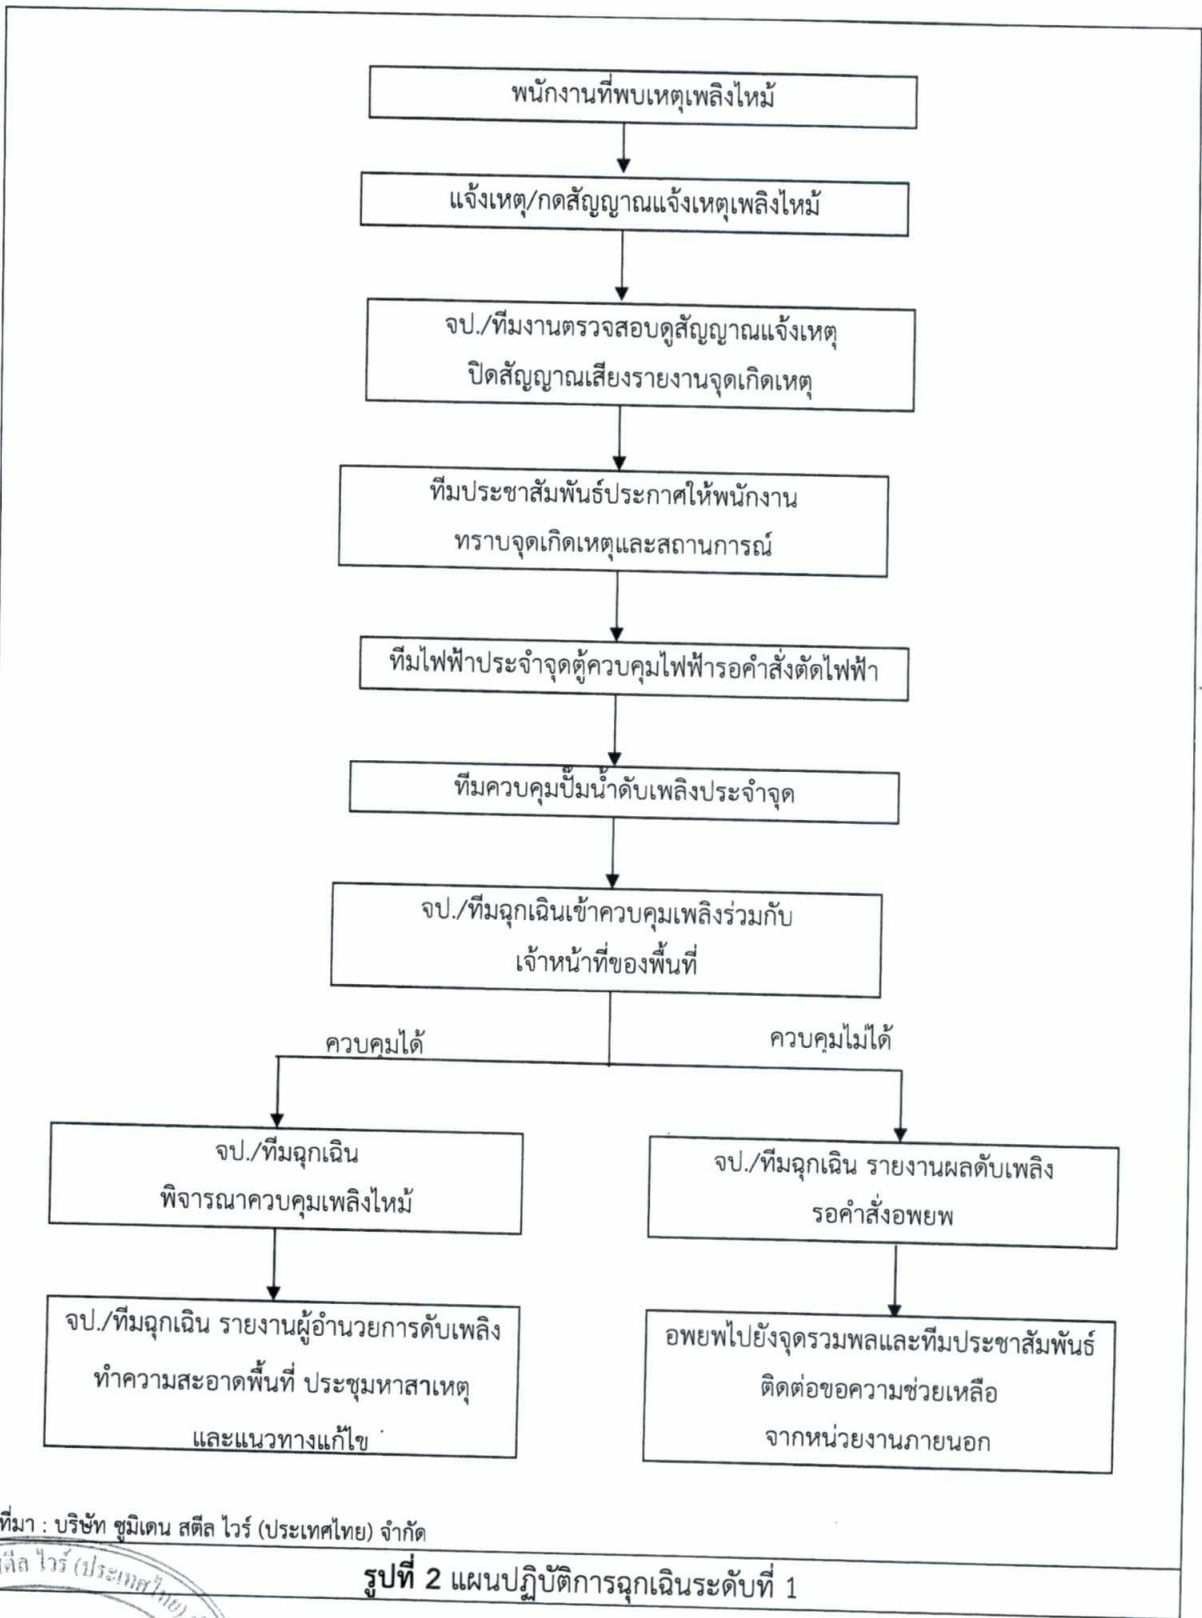 พนักงานที่พบเหตุเพลิงไหม้
แจ้งเหตุ/กดสัญญาณแจ้งเหตุเพลิงไหม้
จป./ทีมงานตรวจสอบดูสัญญาณแจ้งเหตุ
ปิดสัญญาณเสียงรายงานจุดเกิดเหตุ
ทีมประชาสัมพันธ์ประกาศให้พนักงาน
ทราบจุดเกิดเหตุและสถานการณ์
ทีมไฟฟ้าประจำจุดตู้ควบคุมไฟฟ้ารอคำสั่งตัดไฟฟ้า
ทีมควบคุมปั๊มน้ำดับเพลิงประจำจุด
จป./ทีมฉุกเฉินเข้าควบคุมเพลิงร่วมกับ
เจ้าหน้าที่ของพื้นที่
ควบคุมได้
ควบคุมไม่ได้
จป./ทีมฉุกเฉิน
พิจารณาควบคุมเพลิงไหม้
จป./ทีมฉุกเฉิน รายงานผลดับเพลิง
รอคำสั่งอพยพ
จป./ทีมฉุกเฉิน รายงานผู้อำนวยการดับเพลิง
ทำความสะอาดพื้นที่ ประชุมหาสาเหตุ
และแนวทางแก้ไข
อพยพไปยังจุดรวมพลและทีมประชาสัมพันธ์
ติดต่อขอความช่วยเหลือ
จากหน่วยงานภายนอก
ที่มา : บริษัท ซูมิเดน สตีล ไวร์ (ประเทศไทย) จำกัด
สตีล ไวร์ (ประเทศไทย)
รูปที่ 2 แผนปฏิบัติการฉุกเฉินระดับที่ 1